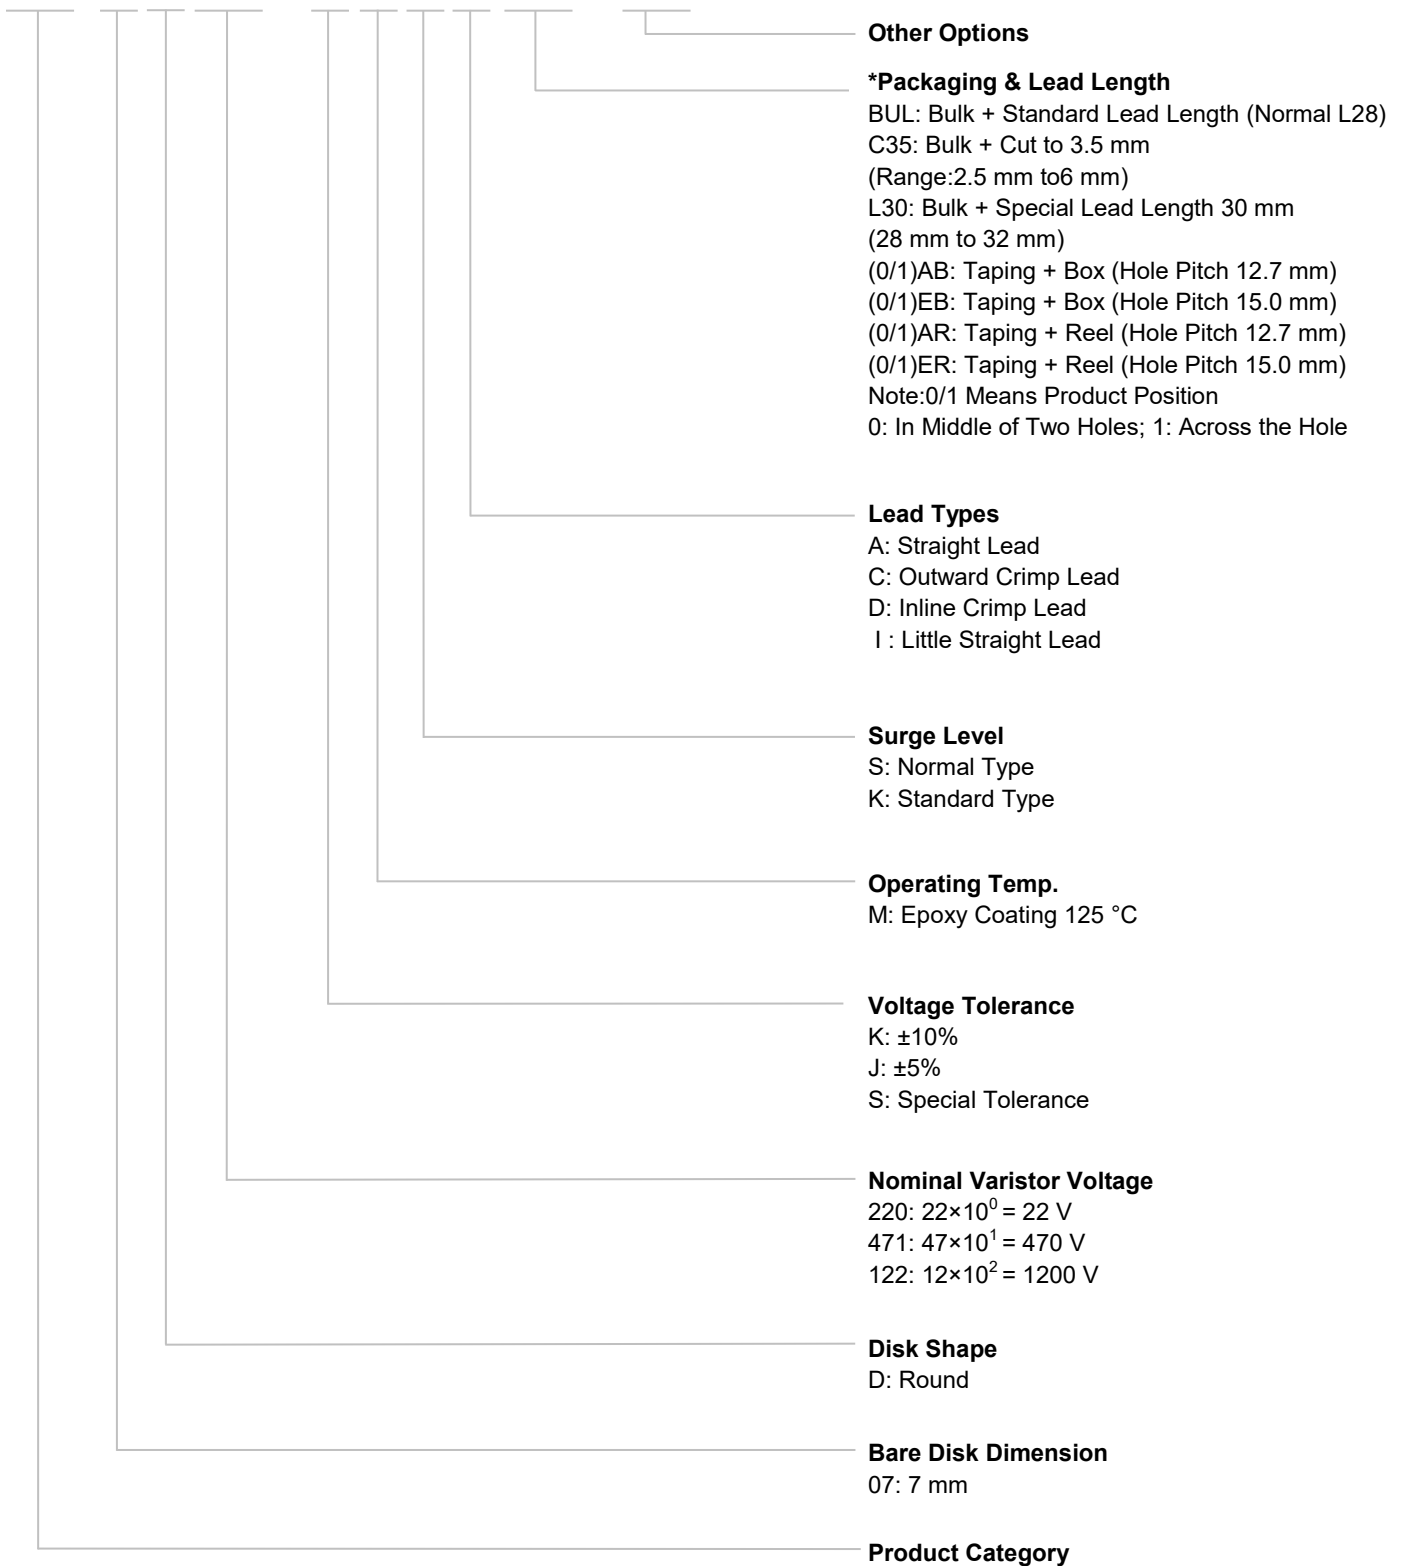 Other Options
*Packaging & Lead Length
BUL: Bulk + Standard Lead Length (Normal L28)
C35: Bulk + Cut to 3.5 mm
(Range:2.5 mm to6 mm)
L30: Bulk + Special Lead Length 30 mm
(28 mm to 32 mm)
(0/1)AB: Taping + Box (Hole Pitch 12.7 mm)
(0/1)EB: Taping + Box (Hole Pitch 15.0 mm)
(0/1)AR: Taping + Reel (Hole Pitch 12.7 mm)
(0/1)ER: Taping + Reel (Hole Pitch 15.0 mm)
Note:0/1 Means Product Position
0: In Middle of Two Holes; 1: Across the Hole
Lead Types
A: Straight Lead
C: Outward Crimp Lead
D: Inline Crimp Lead
I : Little Straight Lead
Surge Level
S: Normal Type
K: Standard Type
Operating Temp.
M: Epoxy Coating 125 °C
Voltage Tolerance
K: ±10%
J: ±5%
S: Special Tolerance
Nominal Varistor Voltage
220: 22×10⁰ = 22 V
471: 47×10¹ = 470 V
122: 12×10² = 1200 V
Disk Shape
D: Round
Bare Disk Dimension
07: 7 mm
Product Category